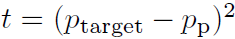 t = (p_target − p_p)^2